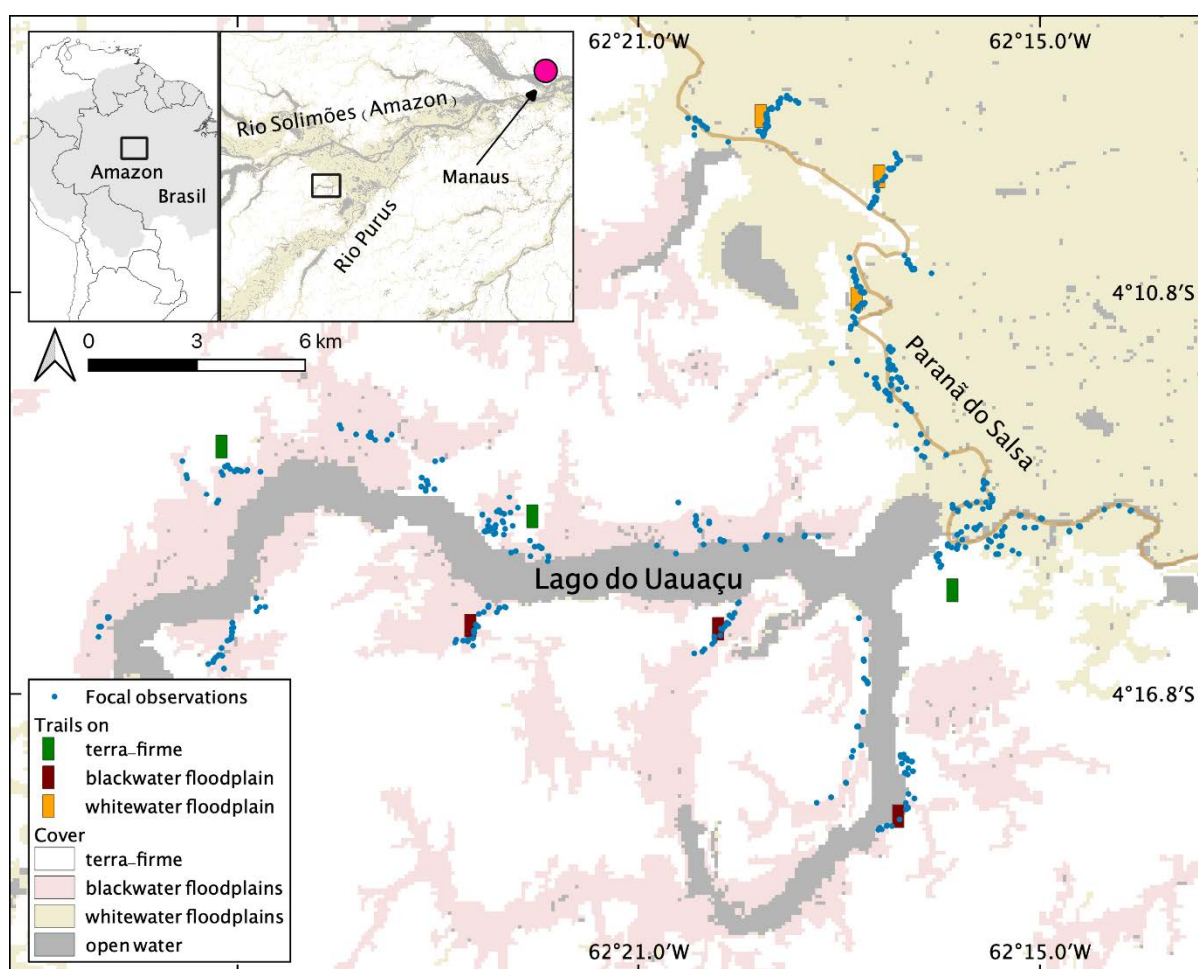 62°21.0'W
62°15.0'W
Rio Solimões (Amazon)
Manaus
Amazon
Brasil
Rio Purus
4°10.8'S
0
3
6 km
Paranã do Salsa
Lago do Uauaçu
4°16.8'S
Focal observations
Trails on
terra-firme
blackwater floodplain
whitewater floodplain
Cover
terra-firme
blackwater floodplains
whitewater floodplains
open water
62°21.0'W
62°15.0'W